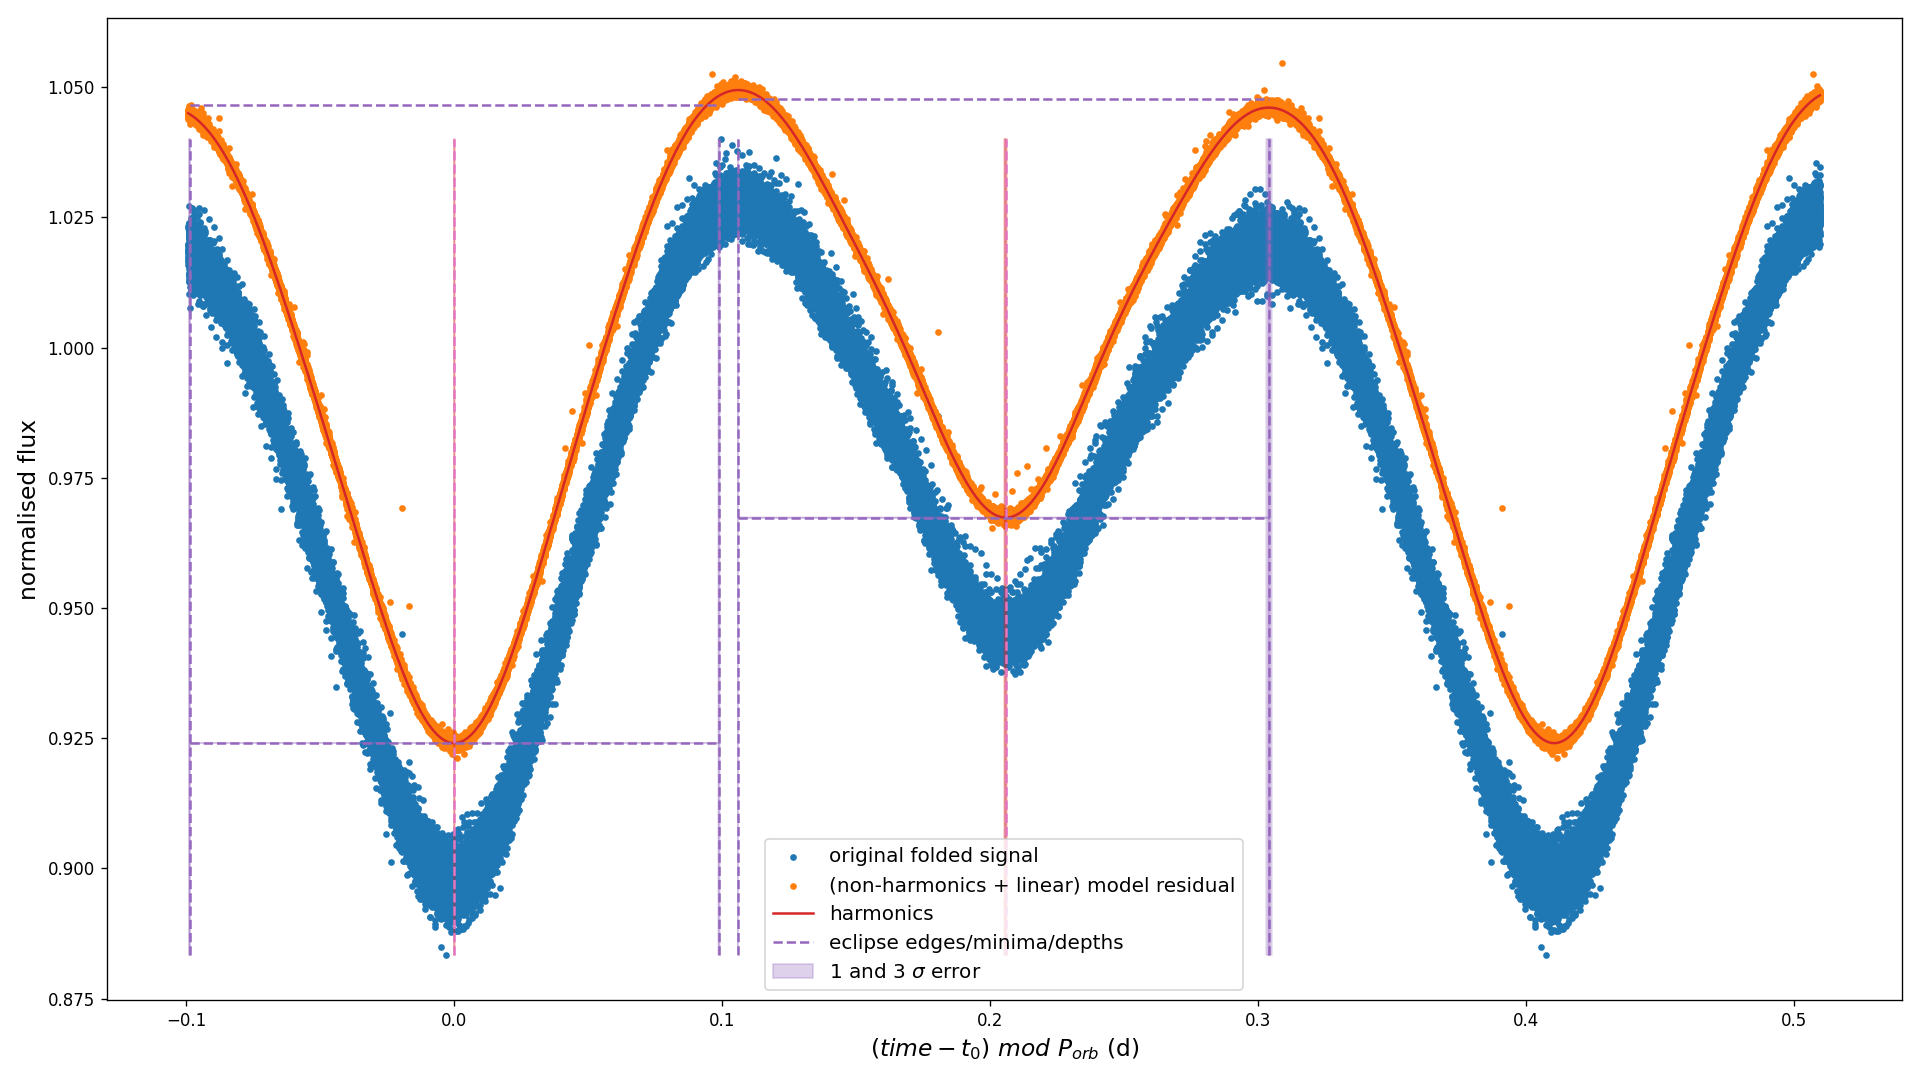 1.050
1.025
1.000
0.975
0.950
0.925
0.900
0.875
normalised flux
original folded signal
(non-harmonics + linear) model residual
harmonics
eclipse edges/minima/depths
1 and 3 σ error
−0.1 0.0 0.1 0.2 0.3 0.4 0.5
(time − t₀) mod Pₒᵣb (d)